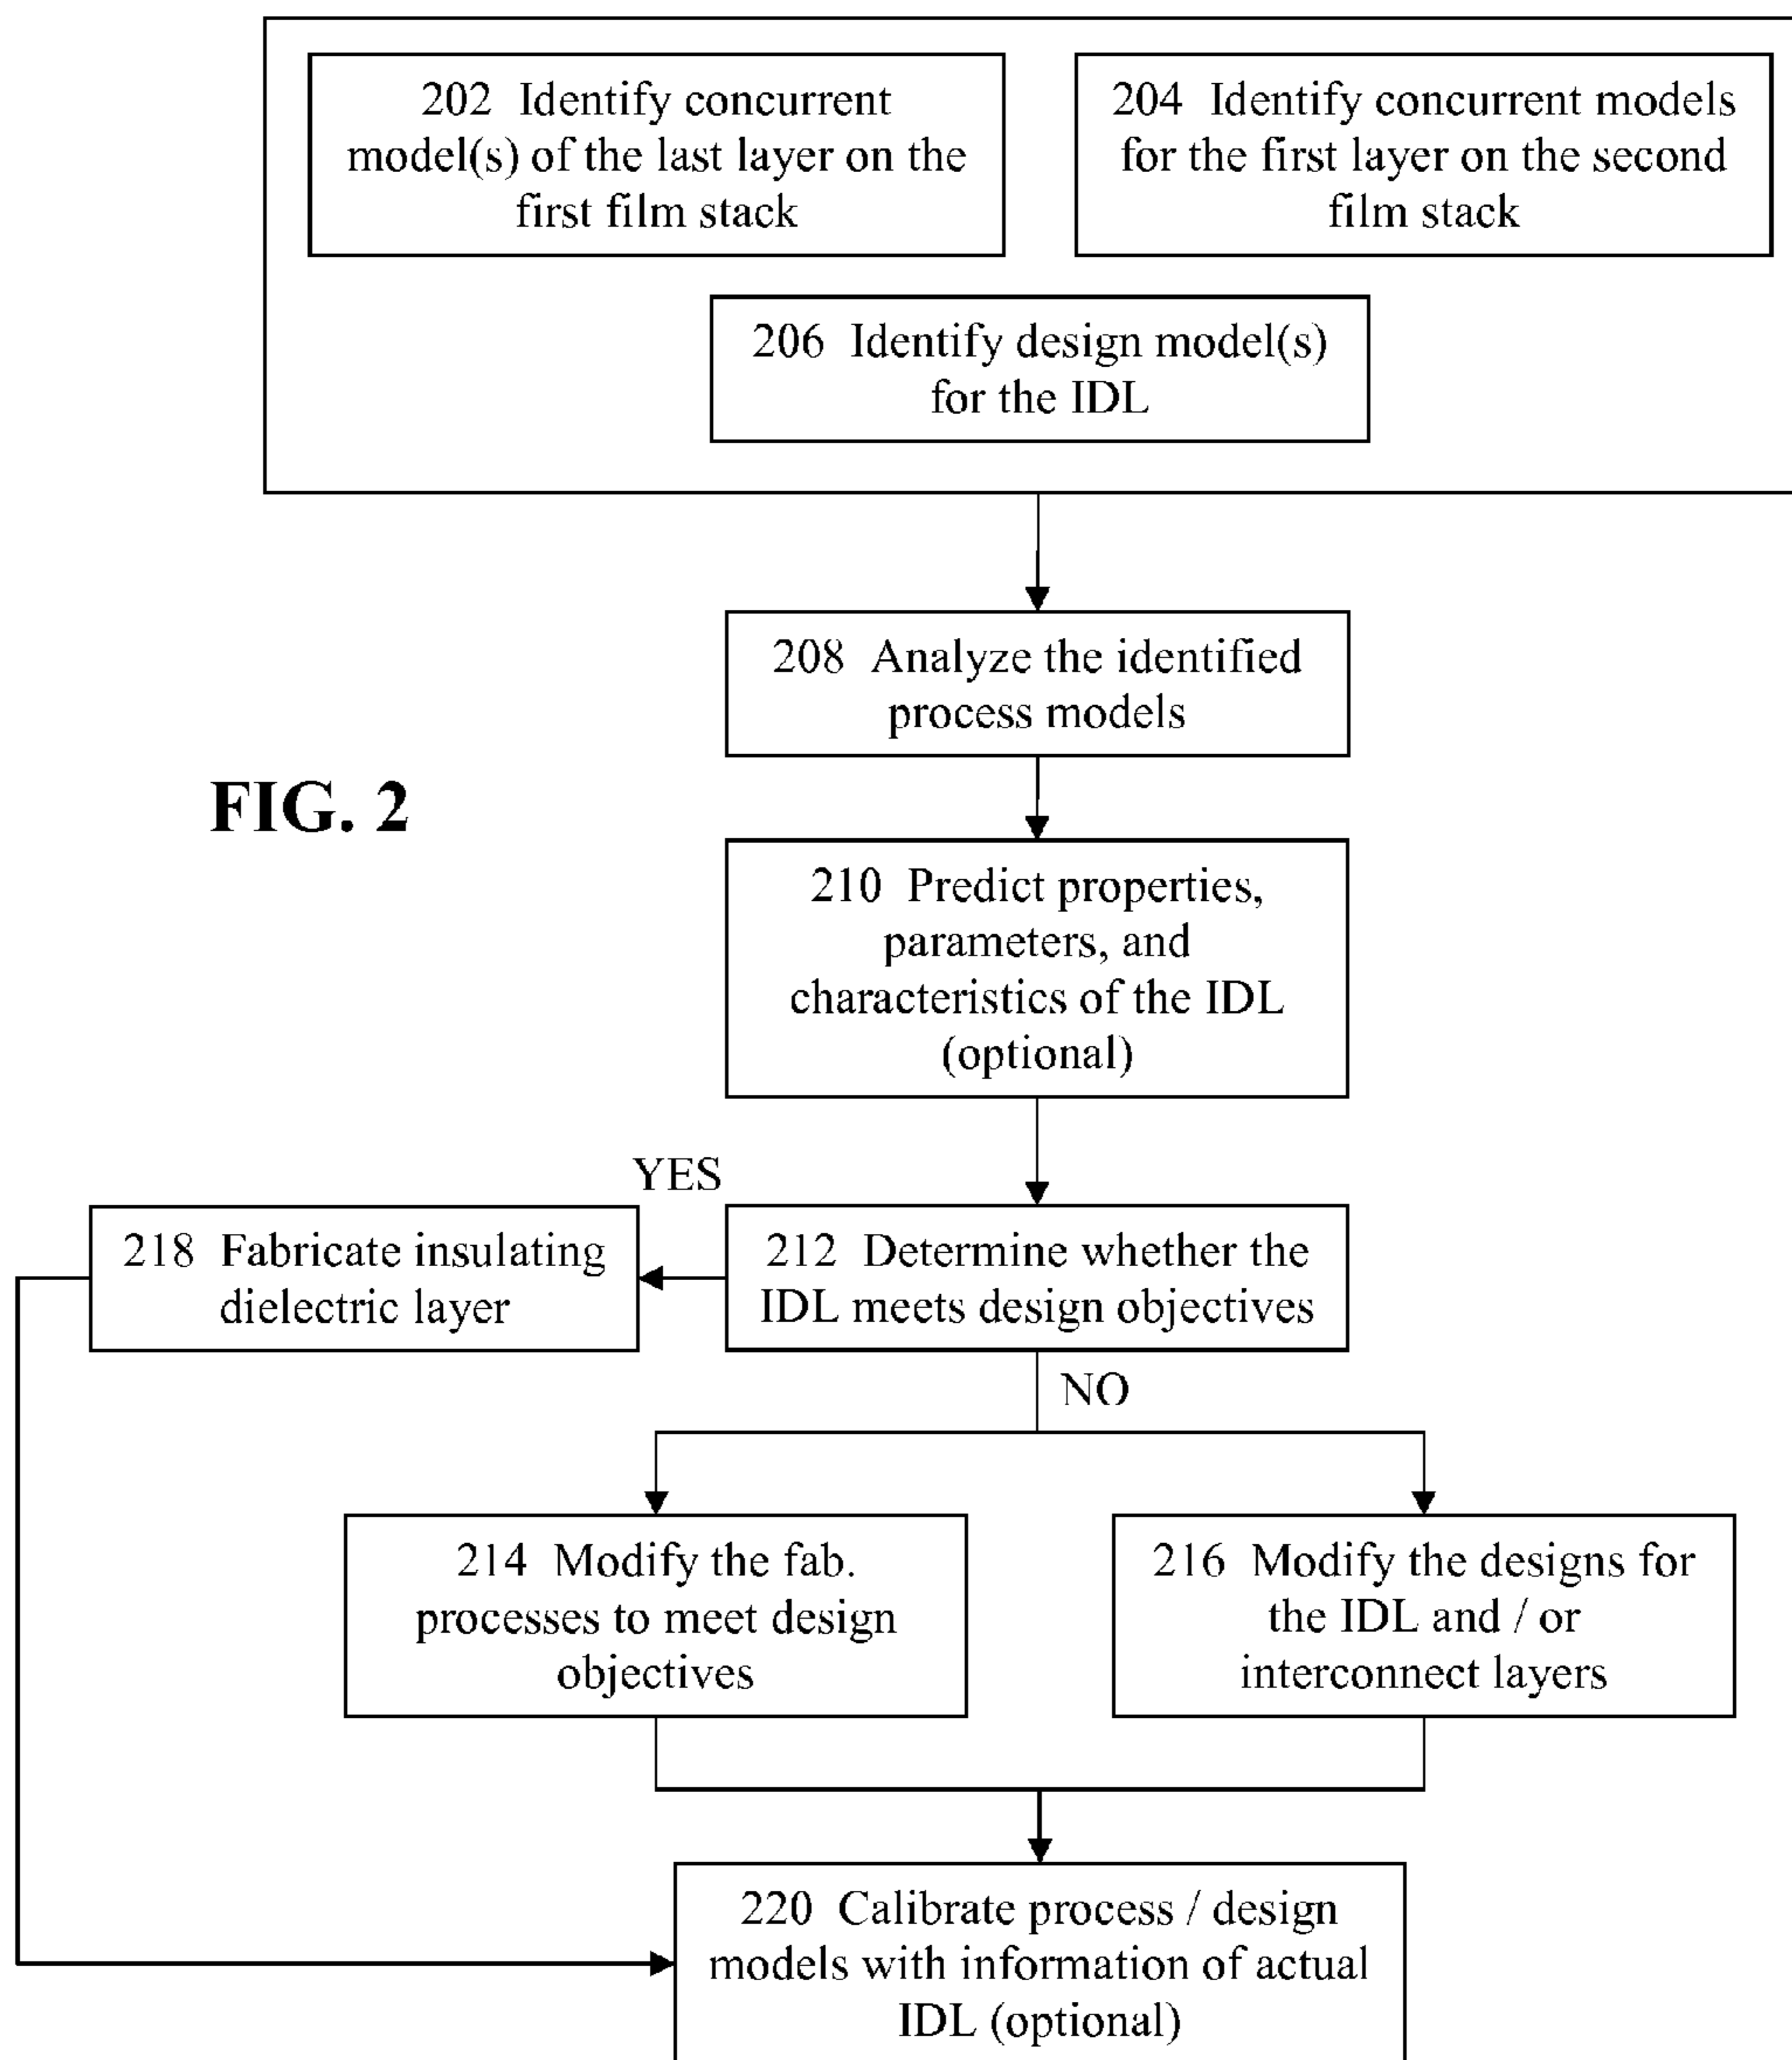 202 Identify concurrent
model(s) of the last layer on the
first film stack
204 Identify concurrent models
for the first layer on the second
film stack
206 Identify design model(s)
for the IDL
208 Analyze the identified
process models
FIG. 2
210 Predict properties,
parameters, and
characteristics of the IDL
(optional)
YES
218 Fabricate insulating
dielectric layer
212 Determine whether the
IDL meets design objectives
NO
214 Modify the fab.
processes to meet design
objectives
216 Modify the designs for
the IDL and / or
interconnect layers
220 Calibrate process / design
models with information of actual
IDL (optional)